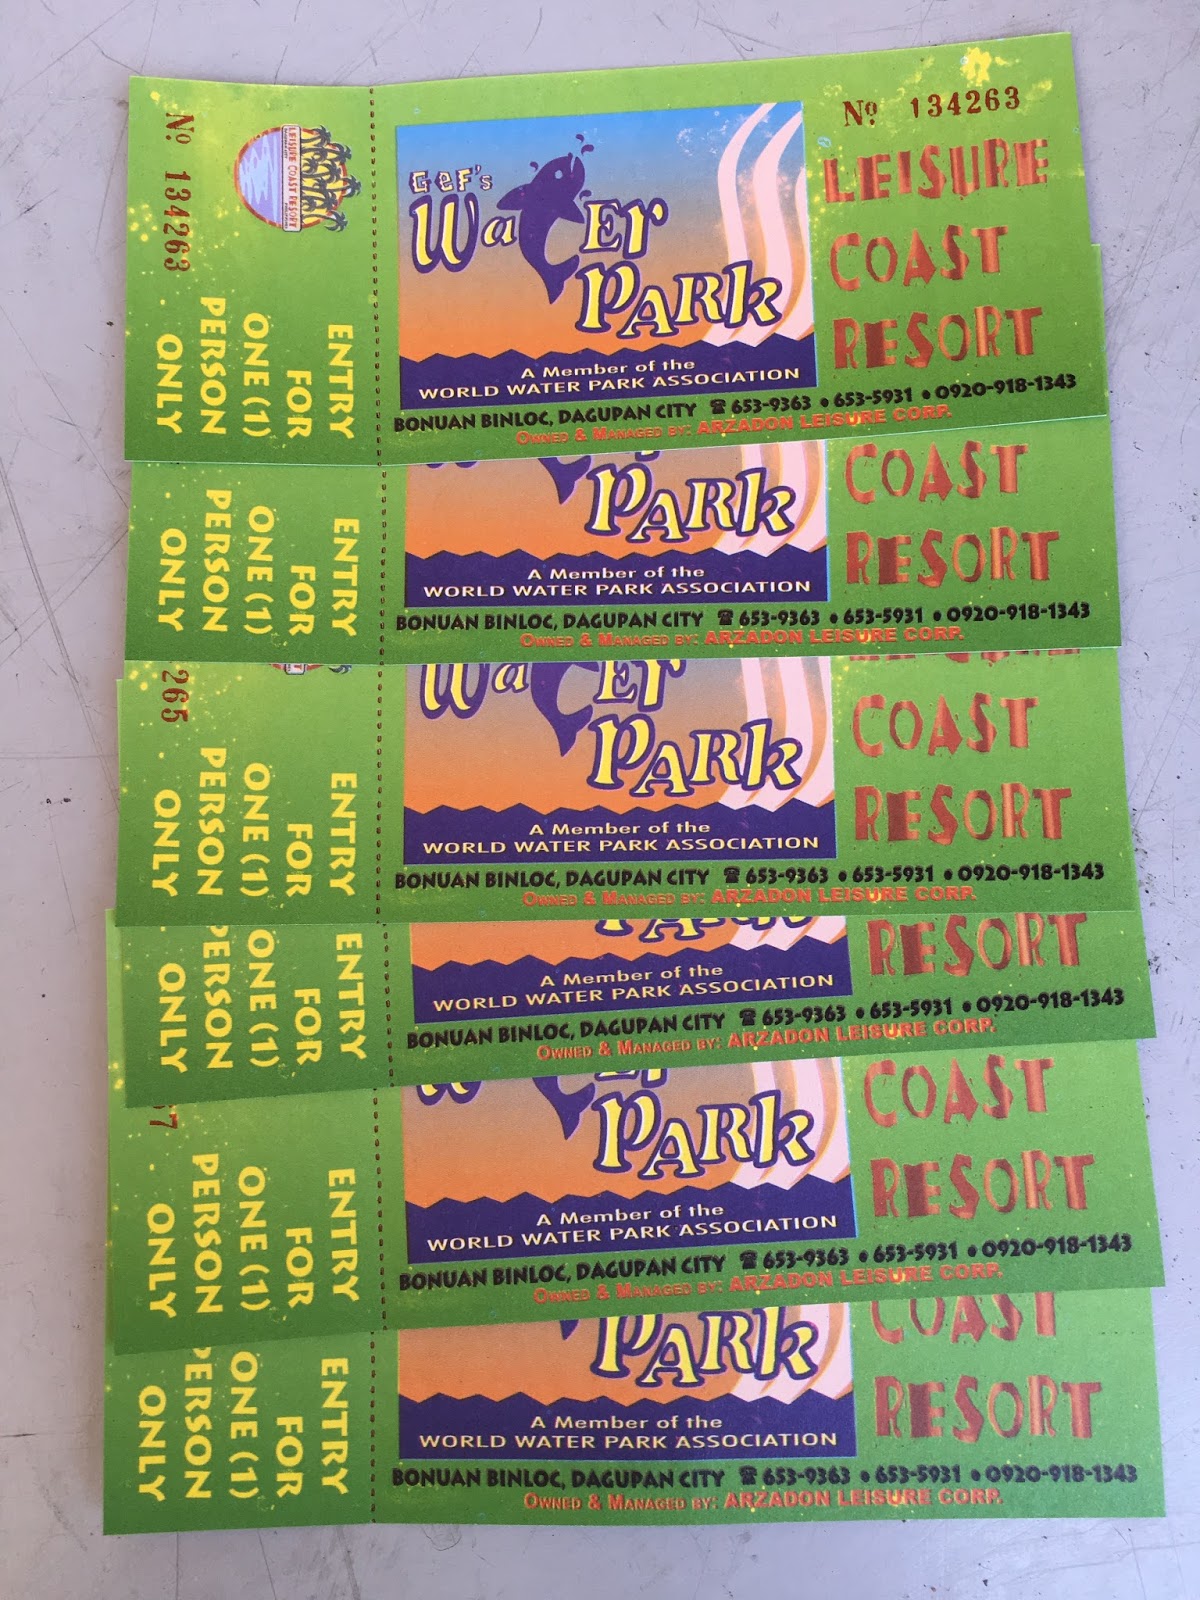 Nº 134263
LEISURE COAST RESORT
ENTRY
FOR
ONE (1)
PERSON
ONLY
GEF's
Water
Park
A Member of the
WORLD WATER PARK ASSOCIATION
Nº 134263
LEISURE
COAST
RESORT
BONUAN BINLOC, DAGUPAN CITY ☎ 653-9363 • 653-5931 • 0920-918-1343
OWNED & MANAGED BY: ARZADON LEISURE CORP.
ENTRY
FOR
ONE (1)
PERSON
ONLY
Park
A Member of the
WORLD WATER PARK ASSOCIATION
COAST
RESORT
BONUAN BINLOC, DAGUPAN CITY ☎ 653-9363 • 653-5931 • 0920-918-1343
OWNED & MANAGED BY: ARZADON LEISURE CORP.
265
ENTRY
FOR
ONE (1)
PERSON
ONLY
Water
Park
A Member of the
WORLD WATER PARK ASSOCIATION
COAST
RESORT
BONUAN BINLOC, DAGUPAN CITY ☎ 653-9363 • 653-5931 • 0920-918-1343
OWNED & MANAGED BY: ARZADON LEISURE CORP.
ENTRY
FOR
ONE (1)
PERSON
ONLY
A Member of the
WORLD WATER PARK ASSOCIATION
RESORT
BONUAN BINLOC, DAGUPAN CITY ☎ 653-9363 • 653-5931 • 0920-918-1343
OWNED & MANAGED BY: ARZADON LEISURE CORP.
ENTRY
FOR
ONE (1)
PERSON
ONLY
Park
A Member of the
WORLD WATER PARK ASSOCIATION
COAST
RESORT
BONUAN BINLOC, DAGUPAN CITY ☎ 653-9363 • 653-5931 • 0920-918-1343
OWNED & MANAGED BY: ARZADON LEISURE CORP.
ENTRY
FOR
ONE (1)
PERSON
ONLY
Park
A Member of the
WORLD WATER PARK ASSOCIATION
COAST
RESORT
BONUAN BINLOC, DAGUPAN CITY ☎ 653-9363 • 653-5931 • 0920-918-1343
OWNED & MANAGED BY: ARZADON LEISURE CORP.